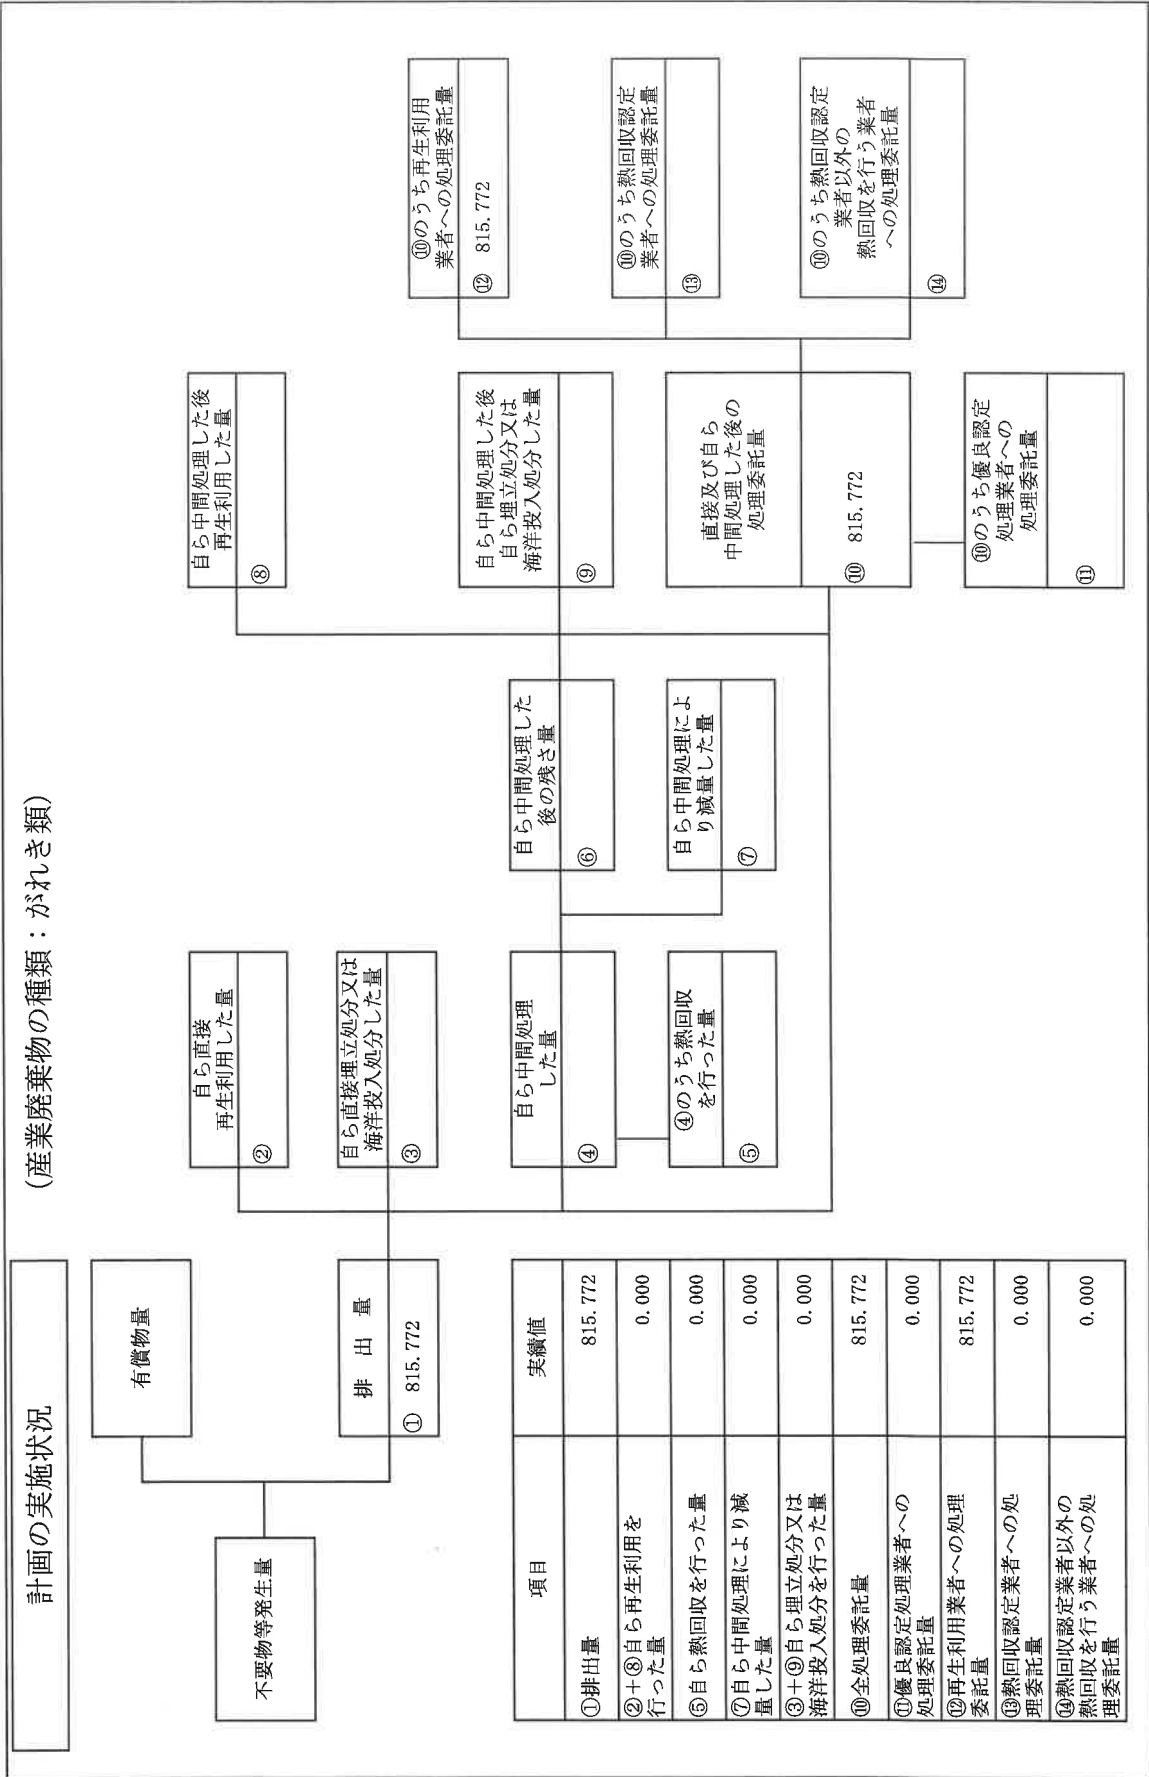 計画の実施状況
(産業廃棄物の種類：がれき類)
不要物等発生量
有償物量
排出量
① 815.772
自ら直接
再生利用した量
②
自ら直接埋立処分又は
海洋投入処分した量
③
自ら中間処理
した量
④
④のうち熱回収
を行った量
⑤
自ら中間処理した
後の残さ量
⑥
自ら中間処理によ
り減量した量
⑦
自ら中間処理した後
再生利用した量
⑧
自ら中間処理した後
自ら埋立処分又は
海洋投入処分した量
⑨
直接及び自ら
中間処理した後の
処理委託量
⑩ 815.772
⑩のうち優良認定
処理業者への
処理委託量
⑪
⑩のうち再生利用
業者への処理委託量
⑫ 815.772
⑩のうち熱回収認定
業者への処理委託量
⑬
⑩のうち熱回収認定
業者以外の
熱回収を行う業者
への処理委託量
⑭
項目 実績値
①排出量 815.772
②+⑧自ら再生利用を
行った量 0.000
⑤自ら熱回収を行った量 0.000
⑦自ら中間処理により減
量した量 0.000
③+⑨自ら埋立処分又は
海洋投入処分を行った量 0.000
⑩全処理委託量 815.772
⑪優良認定処理業者への
処理委託量 0.000
⑫再生利用業者への処理
委託量 815.772
⑬熱回収認定業者への処
理委託量 0.000
⑭熱回収認定業者以外の
熱回収を行う業者への処
理委託量 0.000